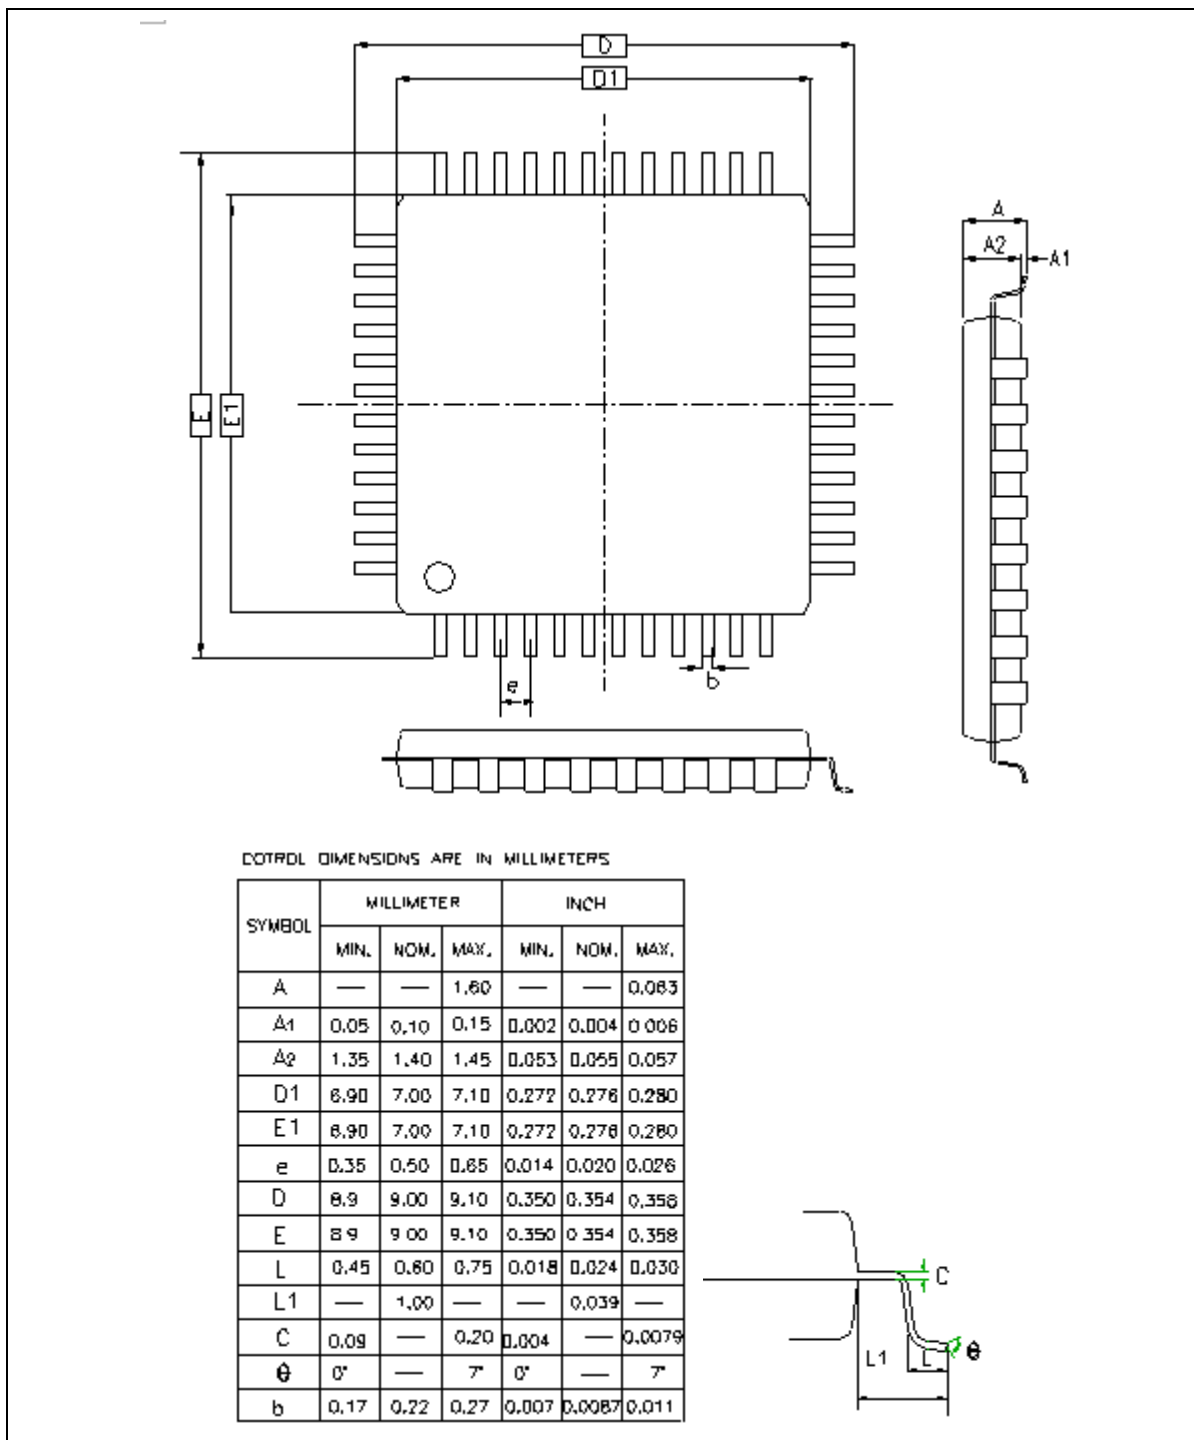 D
D1
A
A2
A1
E
E1
e
b
COTROL DIMENSIONS ARE IN MILLIMETERS
SYMBOL MILLIMETER INCH
MIN. NOM. MAX. MIN. NOM. MAX.
A — — 1.60 — — 0.063
A1 0.05 0.10 0.15 0.002 0.004 0.006
A2 1.35 1.40 1.45 0.053 0.055 0.057
D1 6.90 7.00 7.10 0.272 0.276 0.280
E1 6.90 7.00 7.10 0.272 0.276 0.280
e 0.35 0.50 0.65 0.014 0.020 0.026
D 8.9 9.00 9.10 0.350 0.354 0.358
E 8.9 9.00 9.10 0.350 0.354 0.358
L 0.45 0.60 0.75 0.018 0.024 0.030
L1 — 1.00 — — 0.039 —
C 0.09 — 0.20 0.004 — 0.0079
θ 0° — 7° 0° — 7°
b 0.17 0.22 0.27 0.007 0.0087 0.011
C
L1
L
θ